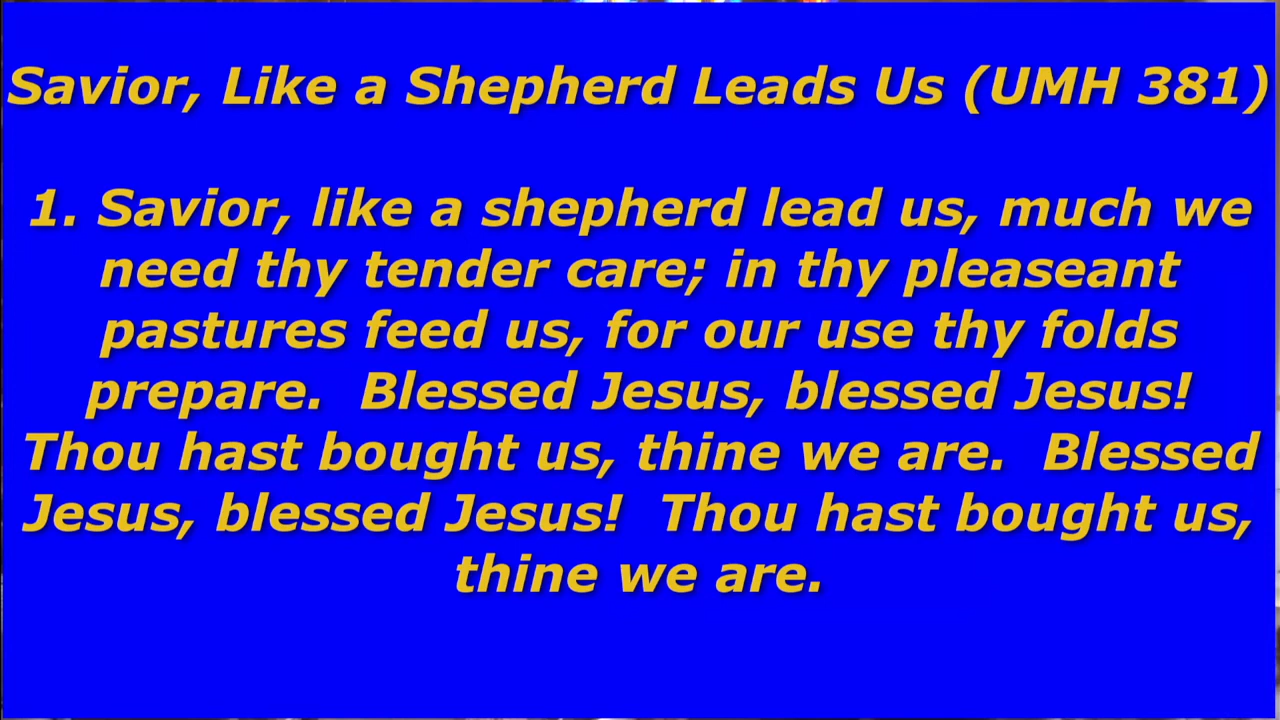 Savior, Like a Shepherd Leads Us (UMH 381)
1. Savior, like a shepherd lead us, much we
need thy tender care; in thy pleaseant
pastures feed us, for our use thy folds
prepare.  Blessed Jesus, blessed Jesus!
Thou hast bought us, thine we are.  Blessed
Jesus, blessed Jesus!  Thou hast bought us,
thine we are.